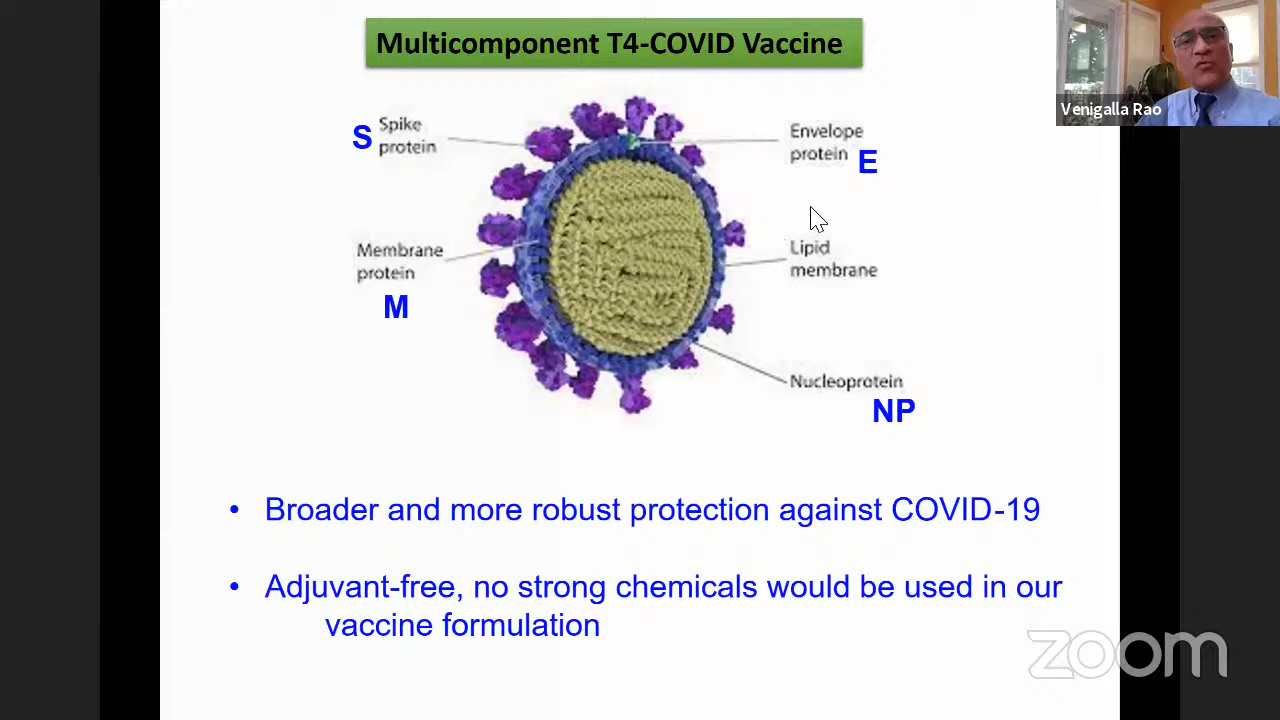 Multicomponent T4-COVID Vaccine
Venigalla Rao
S
Spike
protein
Envelope
protein
E
Membrane
protein
M
Lipid
membrane
Nucleoprotein
NP
• Broader and more robust protection against COVID-19
• Adjuvant-free, no strong chemicals would be used in our
vaccine formulation
zoom